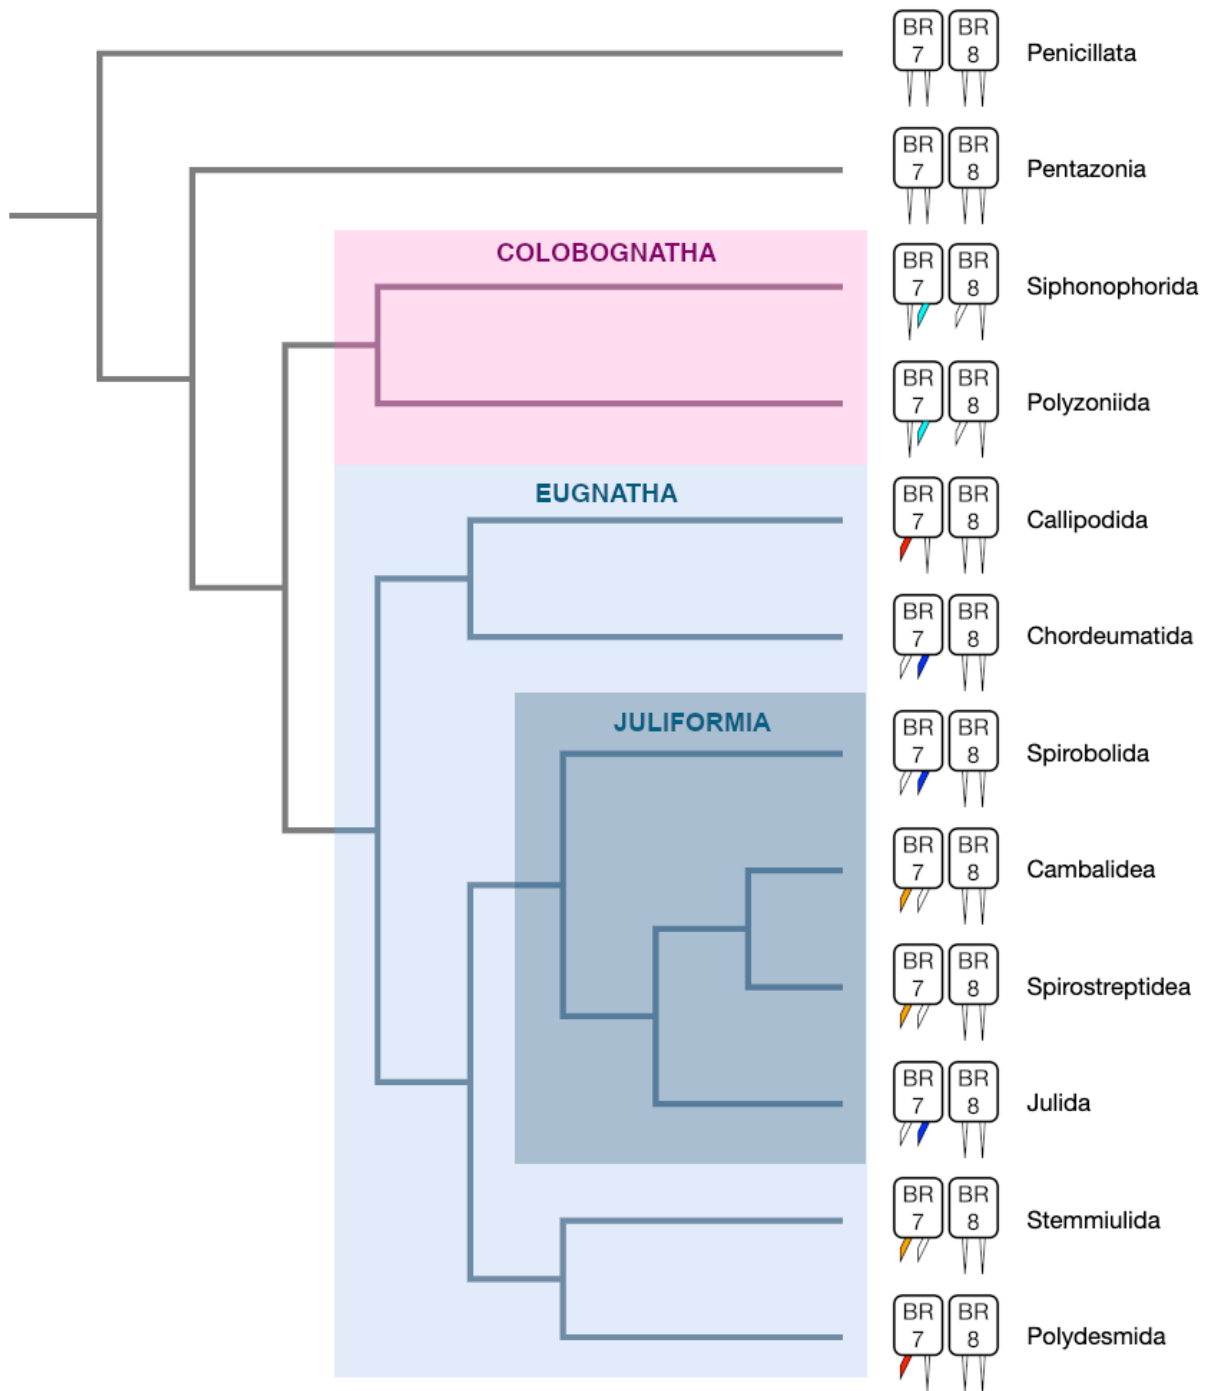 BR 7 BR 8 Penicillata
BR 7 BR 8 Pentazonia
COLOBOGNATHA
BR 7 BR 8 Siphonophorida
BR 7 BR 8 Polyzoniida
EUGNATHA
BR 7 BR 8 Callipodida
BR 7 BR 8 Chordeumatida
JULIFORMIA
BR 7 BR 8 Spirobolida
BR 7 BR 8 Cambalidea
BR 7 BR 8 Spirostreptidea
BR 7 BR 8 Julida
BR 7 BR 8 Stemmiulida
BR 7 BR 8 Polydesmida